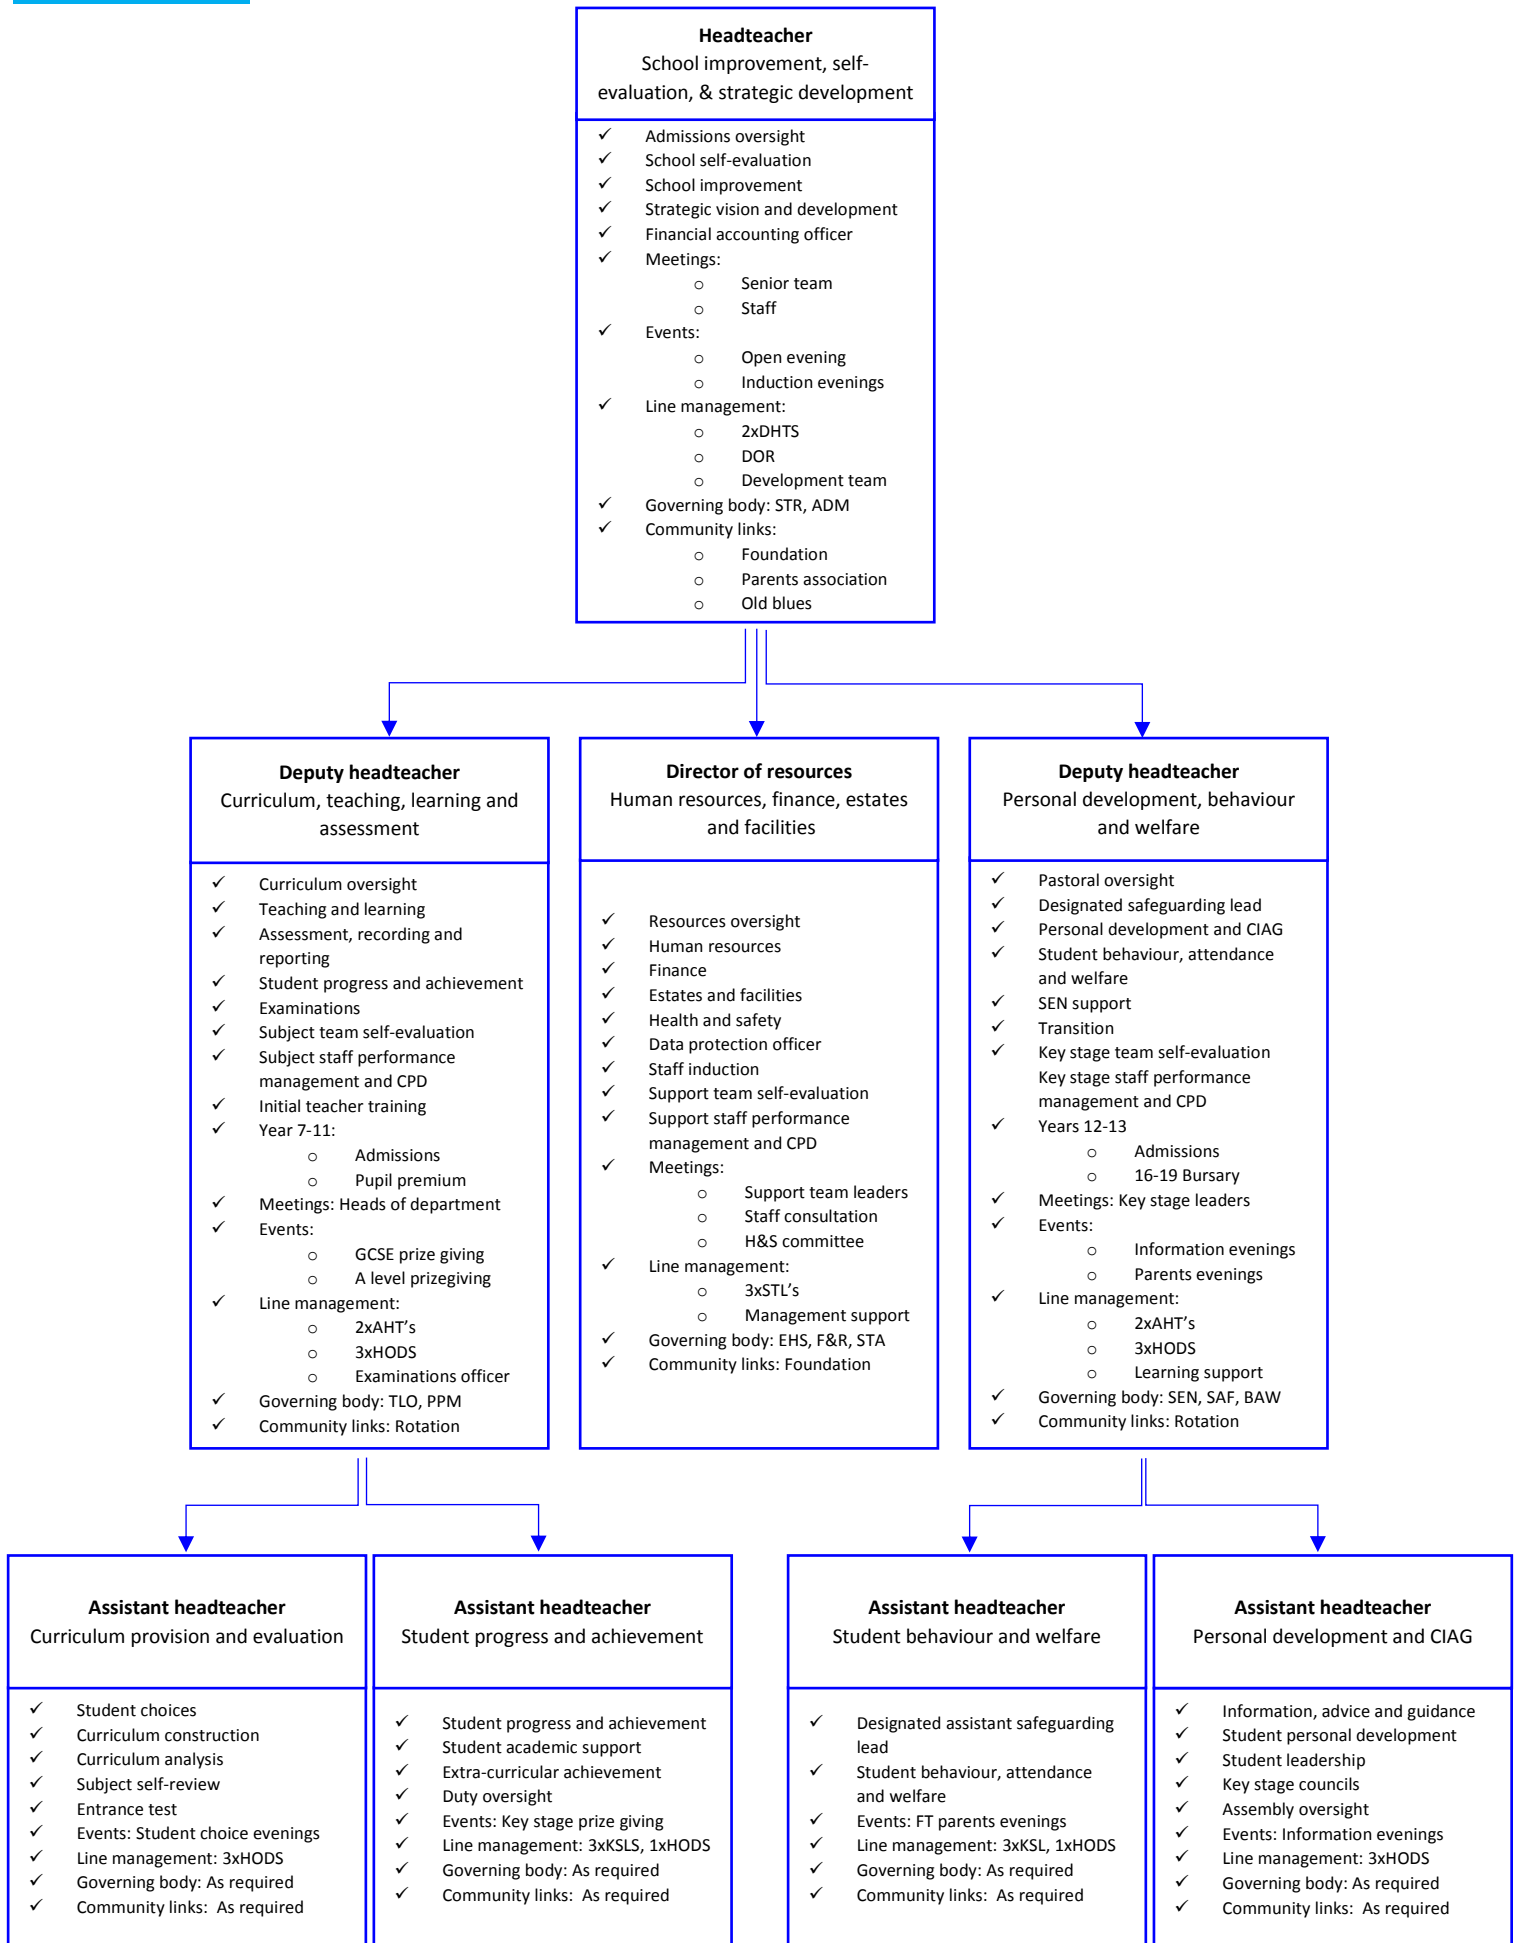 Headteacher
School improvement, self-
evaluation, & strategic development
✓ Admissions oversight
✓ School self-evaluation
✓ School improvement
✓ Strategic vision and development
✓ Financial accounting officer
✓ Meetings:
o Senior team
o Staff
✓ Events:
o Open evening
o Induction evenings
✓ Line management:
o 2xDHTS
o DOR
o Development team
✓ Governing body: STR, ADM
✓ Community links:
o Foundation
o Parents association
o Old blues
Deputy headteacher
Curriculum, teaching, learning and
assessment
✓ Curriculum oversight
✓ Teaching and learning
✓ Assessment, recording and
reporting
✓ Student progress and achievement
✓ Examinations
✓ Subject team self-evaluation
✓ Subject staff performance
management and CPD
✓ Initial teacher training
✓ Year 7-11:
o Admissions
o Pupil premium
✓ Meetings: Heads of department
✓ Events:
o GCSE prize giving
o A level prizegiving
✓ Line management:
o 2xAHT's
o 3xHODS
o Examinations officer
✓ Governing body: TLO, PPM
✓ Community links: Rotation
Director of resources
Human resources, finance, estates
and facilities
✓ Resources oversight
✓ Human resources
✓ Finance
✓ Estates and facilities
✓ Health and safety
✓ Data protection officer
✓ Staff induction
✓ Support team self-evaluation
✓ Support staff performance
management and CPD
✓ Meetings:
o Support team leaders
o Staff consultation
o H&S committee
✓ Line management:
o 3xSTL's
o Management support
✓ Governing body: EHS, F&R, STA
✓ Community links: Foundation
Deputy headteacher
Personal development, behaviour
and welfare
✓ Pastoral oversight
✓ Designated safeguarding lead
✓ Personal development and CIAG
✓ Student behaviour, attendance
and welfare
✓ SEN support
✓ Transition
✓ Key stage team self-evaluation
Key stage staff performance
management and CPD
✓ Years 12-13
o Admissions
o 16-19 Bursary
✓ Meetings: Key stage leaders
✓ Events:
o Information evenings
o Parents evenings
✓ Line management:
o 2xAHT's
o 3xHODS
o Learning support
✓ Governing body: SEN, SAF, BAW
✓ Community links: Rotation
Assistant headteacher
Curriculum provision and evaluation
✓ Student choices
✓ Curriculum construction
✓ Curriculum analysis
✓ Subject self-review
✓ Entrance test
✓ Events: Student choice evenings
✓ Line management: 3xHODS
✓ Governing body: As required
✓ Community links: As required
Assistant headteacher
Student progress and achievement
✓ Student progress and achievement
✓ Student academic support
✓ Extra-curricular achievement
✓ Duty oversight
✓ Events: Key stage prize giving
✓ Line management: 3xKSLS, 1xHODS
✓ Governing body: As required
✓ Community links: As required
Assistant headteacher
Student behaviour and welfare
✓ Designated assistant safeguarding
lead
✓ Student behaviour, attendance
and welfare
✓ Events: FT parents evenings
✓ Line management: 3xKSL, 1xHODS
✓ Governing body: As required
✓ Community links: As required
Assistant headteacher
Personal development and CIAG
✓ Information, advice and guidance
✓ Student personal development
✓ Student leadership
✓ Key stage councils
✓ Assembly oversight
✓ Events: Information evenings
✓ Line management: 3xHODS
✓ Governing body: As required
✓ Community links: As required